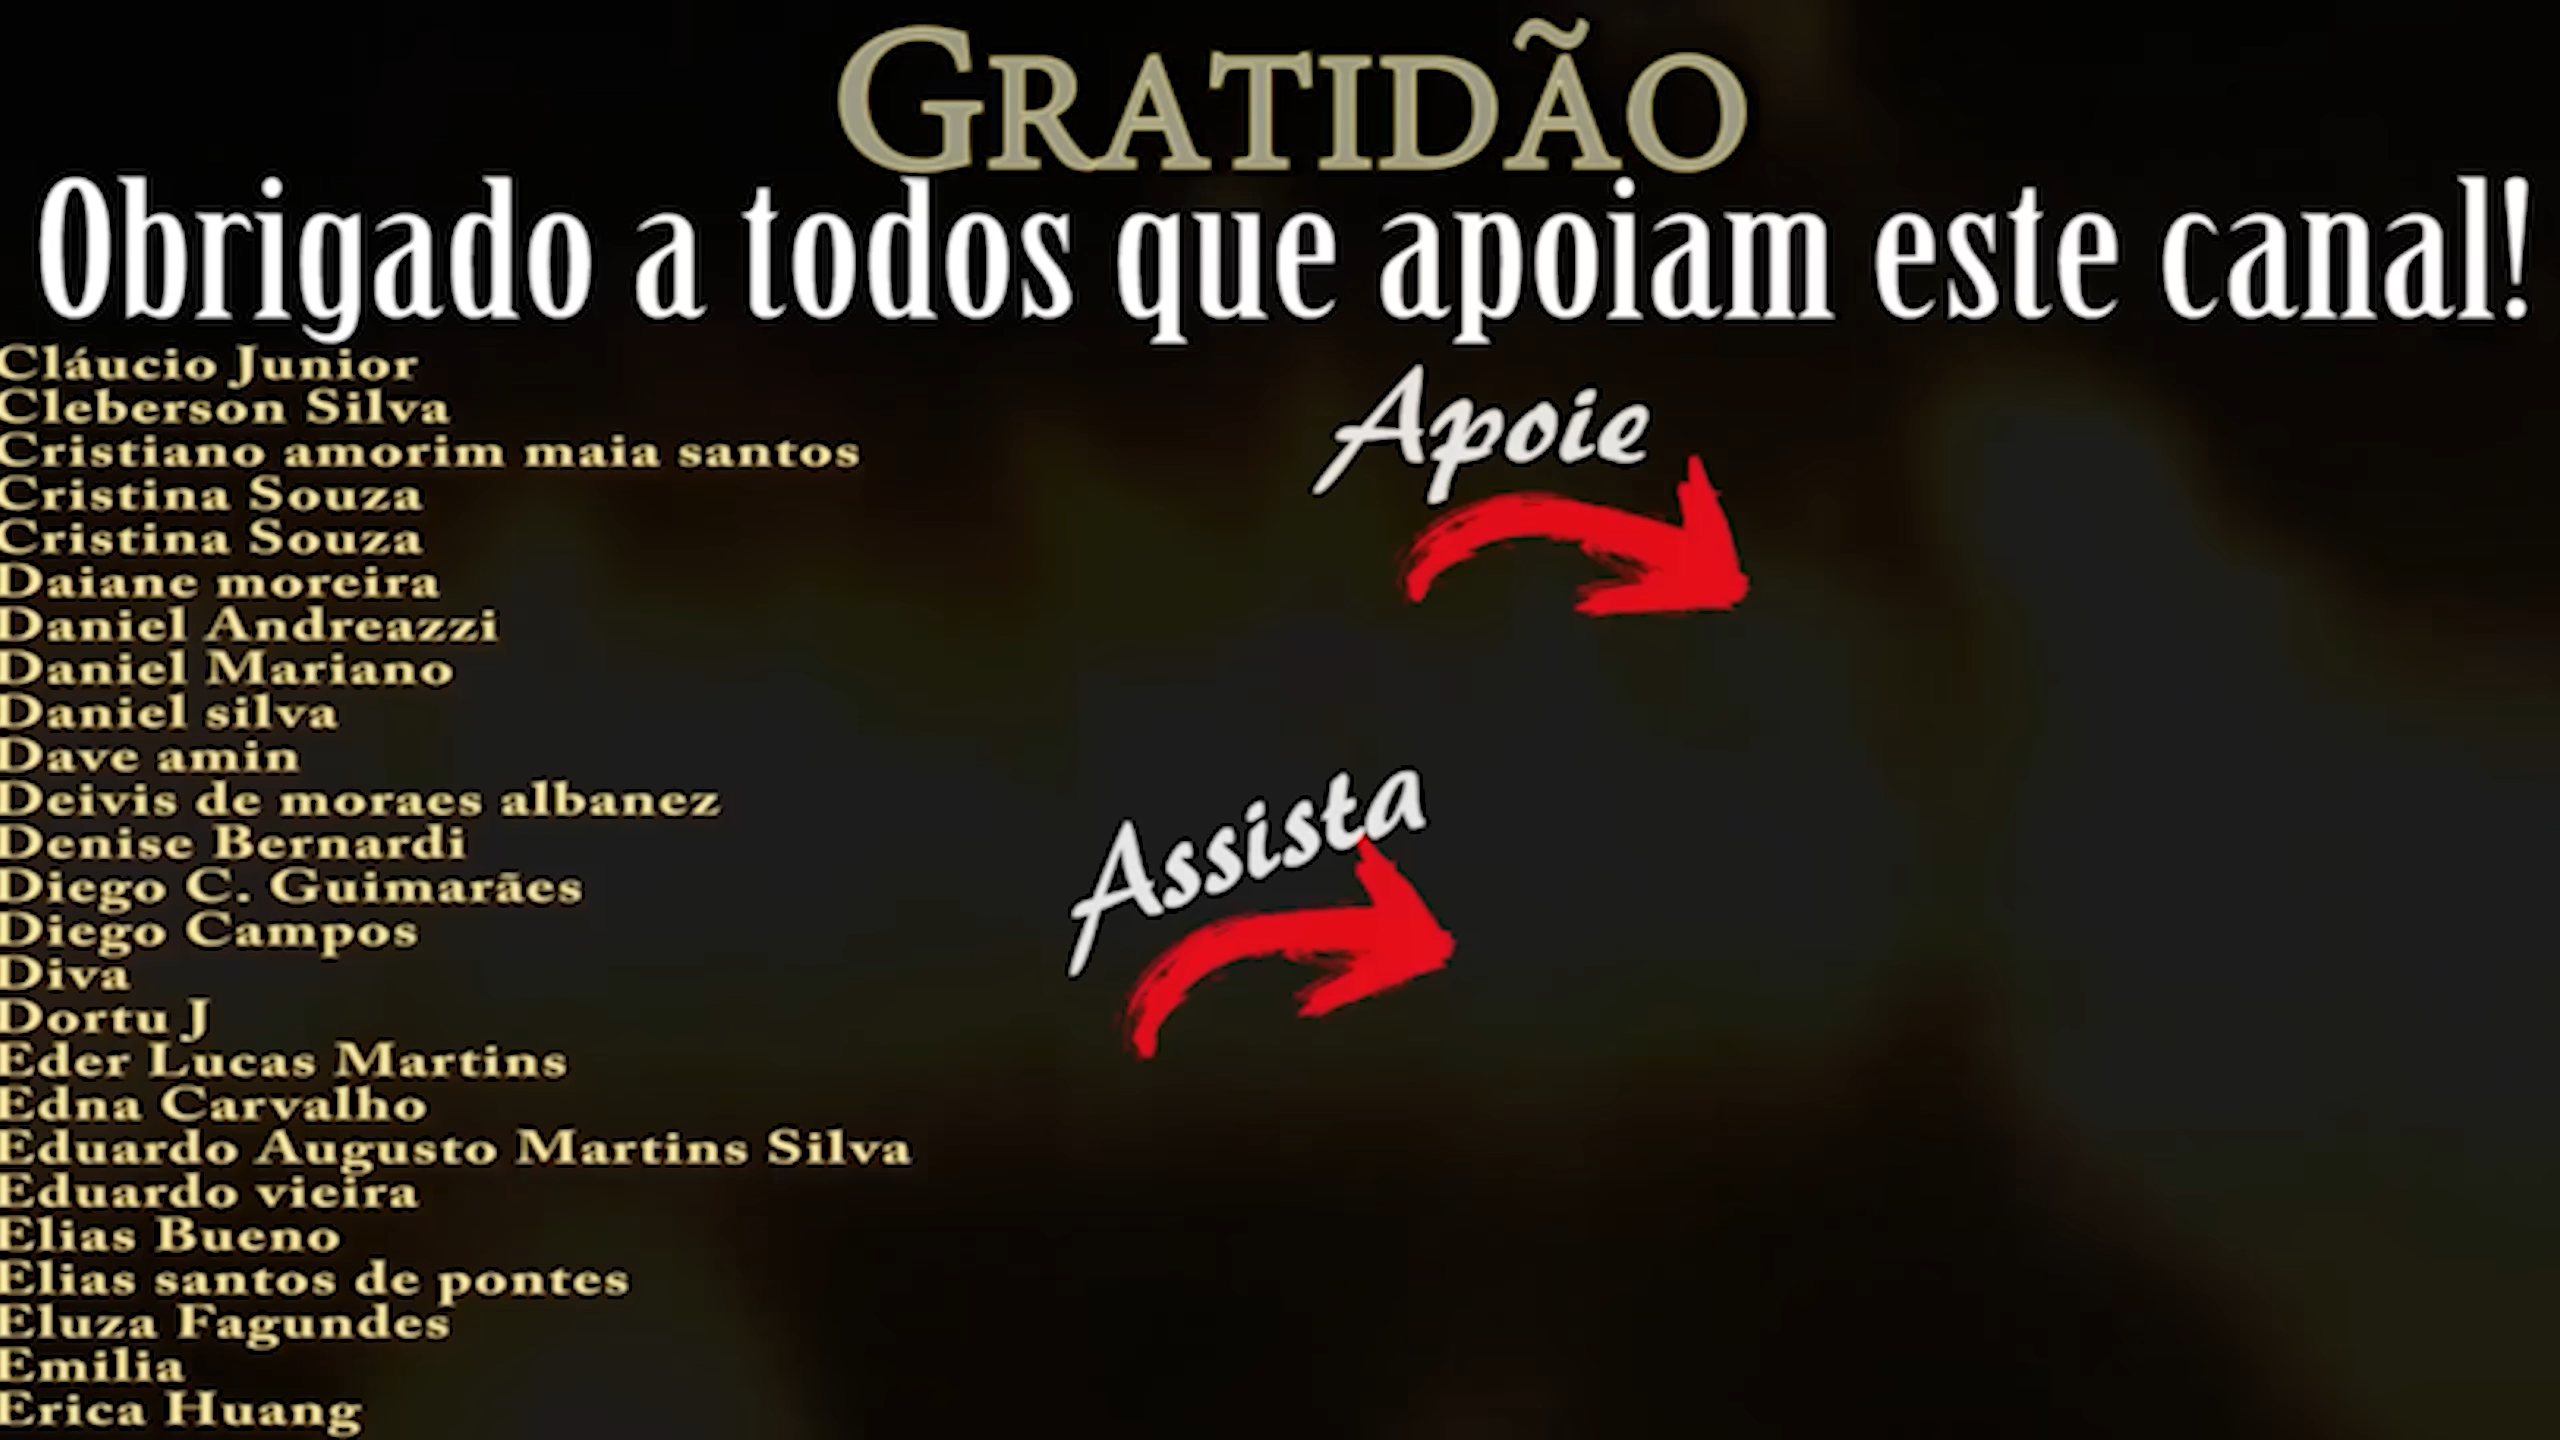 GRATIDÃO
Obrigado a todos que apoiam este canal!
Cláucio Junior
Cleberson Silva
Cristiano amorim maia santos
Cristina Souza
Cristina Souza
Daiane moreira
Daniel Andreazzi
Daniel Mariano
Daniel silva
Dave amin
Deivis de moraes albanez
Denise Bernardi
Diego C. Guimarães
Diego Campos
Diva
Dortu J
Eder Lucas Martins
Edna Carvalho
Eduardo Augusto Martins Silva
Eduardo vieira
Elias Bueno
Elias santos de pontes
Eluza Fagundes
Emilia
Erica Huang
Apoie
Assista